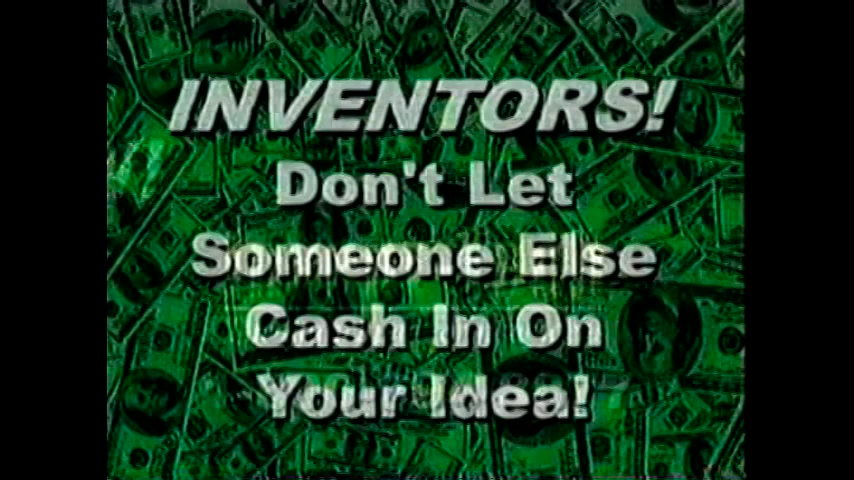 INVENTORS!
Don't Let
Someone Else
Cash In On
Your Idea!